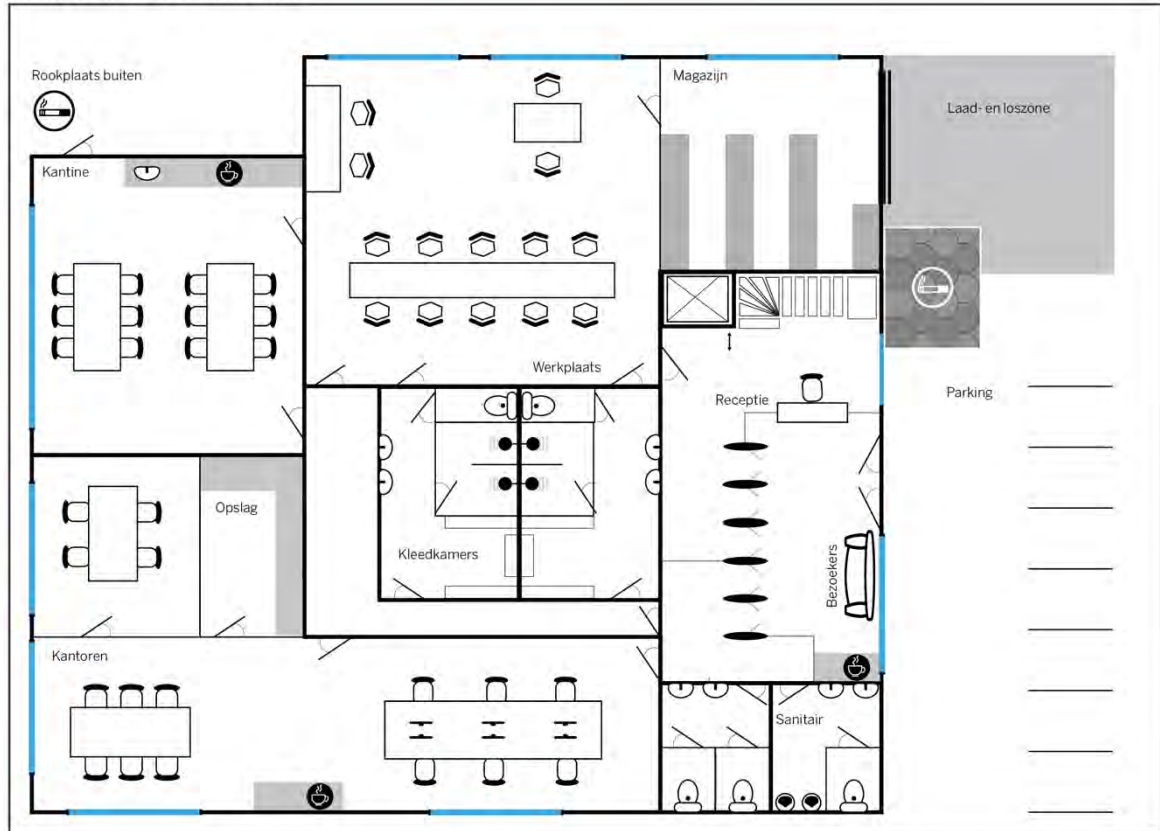 Rookplaats buiten
Magazijn
Laad- en loszone
Kantine
Werkplaats
Receptie
Parking
Opslag
Kleedkamers
Bezoekers
Kantoren
Sanitair